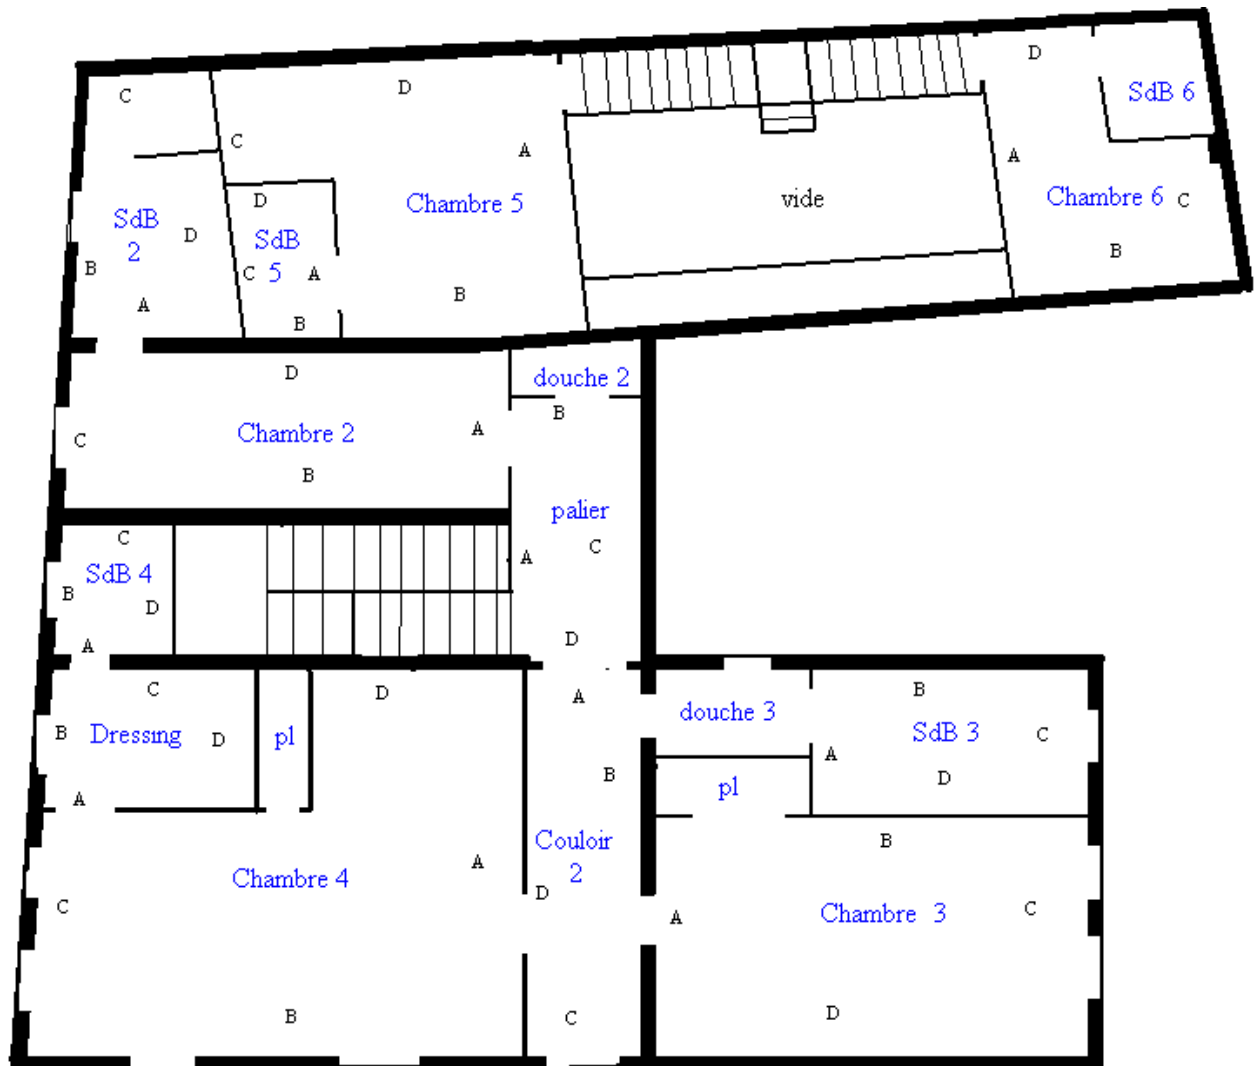 C
D
D
SdB 6
C
A
A
Chambre 5
vide
Chambre 6
C
D
SdB
2
D
SdB
5
C
A
B
B
B
A
B
B
D
douche 2
B
C
Chambre 2
A
B
palier
C
SdB 4
A
C
B
D
D
A
C
D
A
B
B
Dressing
D
pl
douche 3
SdB 3
C
A
B
D
A
pl
Couloir
2
B
A
Chambre 4
D
C
A
Chambre 3
C
B
C
D